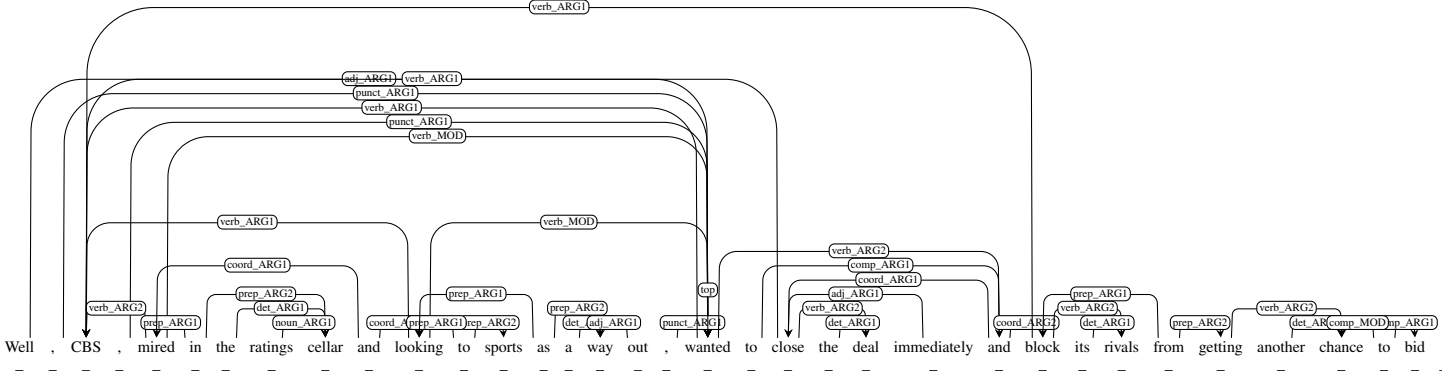 verb_ARG1
adj_ARG1 verb_ARG1
punct_ARG1
verb_ARG1
punct_ARG1
verb_MOD
verb_ARG1 verb_MOD
verb_ARG2
coord_ARG1 comp_ARG1
coord_ARG1
top
prep_ARG2 prep_ARG1 adj_ARG1 prep_ARG1
verb_ARG2 det_ARG1 prep_ARG2 verb_ARG2 verb_ARG2 verb_ARG2
prep_ARG1 noun_ARG1 prep_ARG1 adj_ARG1 punct_ARG1 det_ARG1 coord_ARG2 det_ARG1 prep_ARG2 comp_MOD
Well , CBS , mired in the ratings cellar and looking to sports as a way out , wanted to close the deal immediately and block its rivals from getting another chance to bid